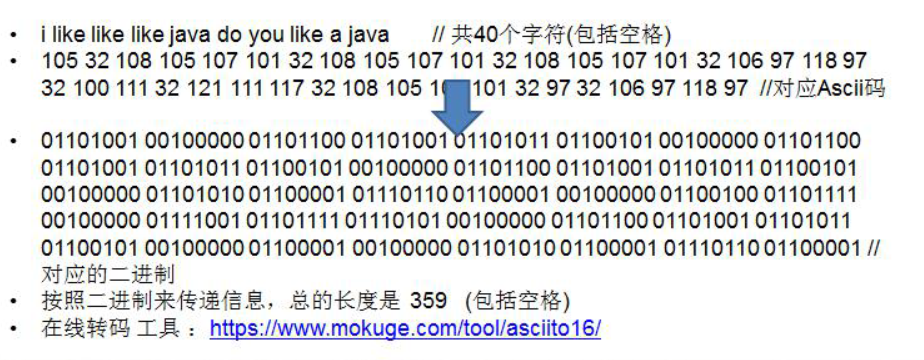 • i like like like java do you like a java // 共40个字符(包括空格)
• 105 32 108 105 107 101 32 108 105 107 101 32 108 105 107 101 32 106 97 118 97
32 100 111 32 121 111 117 32 108 105 101 32 97 32 106 97 118 97 //对应Ascii码
• 01101001 00100000 01101100 01101001 01101011 01100101 00100000 01101100
01101001 01101011 01100101 00100000 01101100 01101001 01101011 01100101
00100000 01101010 01100001 01110110 01100001 00100000 01100100 01101111
00100000 01111001 01101111 01110101 00100000 01101100 01101001 01101011
01100101 00100000 01100001 00100000 01101010 01100001 01110110 01100001 //
对应的二进制
• 按照二进制来传递信息，总的长度是 359 (包括空格)
• 在线转码 工具 ：https://www.mokuge.com/tool/asciito16/